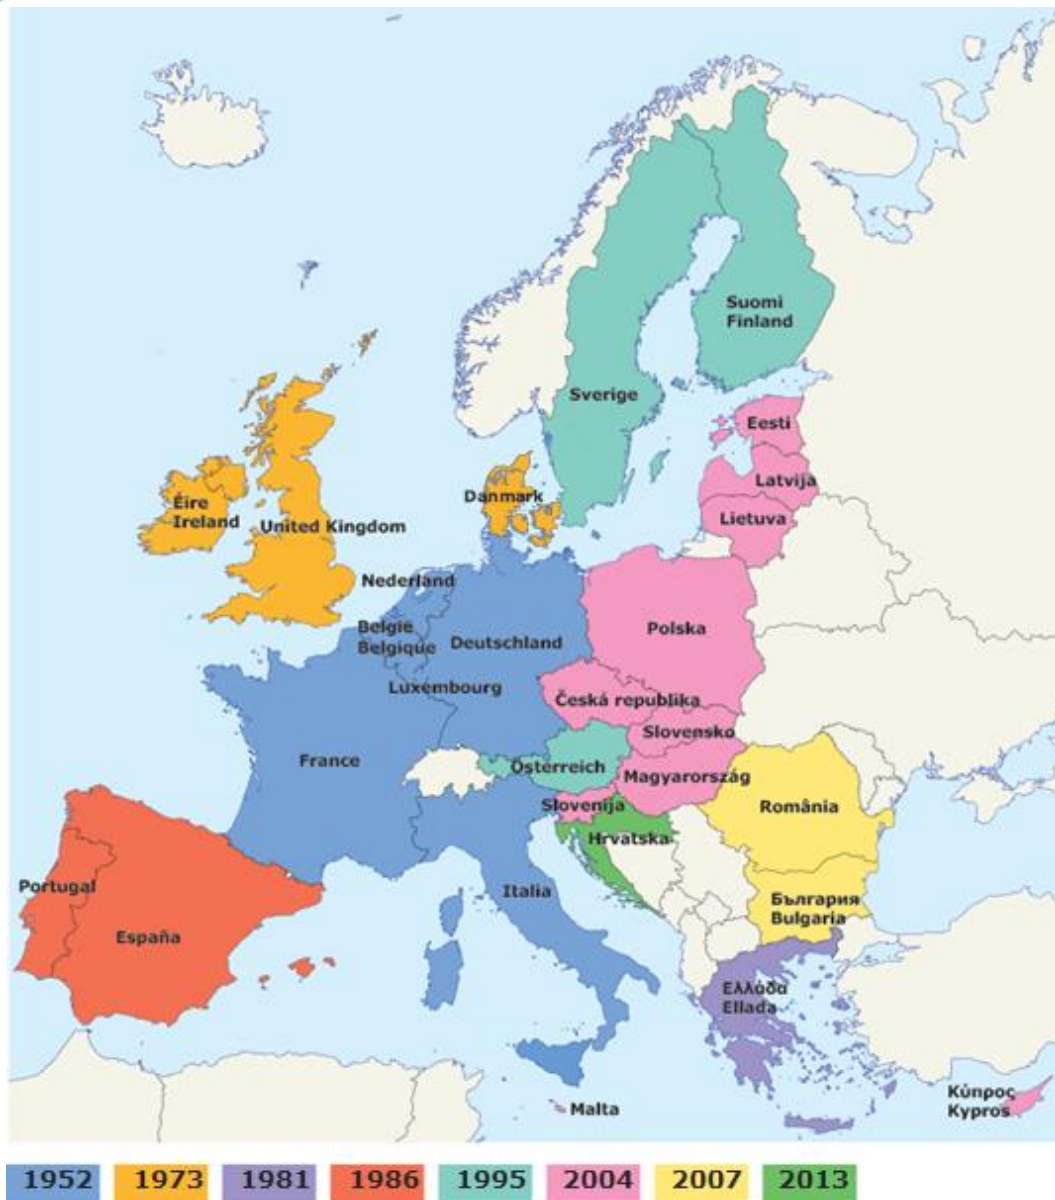 Suomi
Finland
Sverige
Eesti
Latvija
Lietuva
Danmark
Éire
Ireland
United Kingdom
Nederland
België
Belgique
Deutschland
Polska
Luxembourg
Česká republika
Slovensko
France
Österreich
Magyarország
Slovenija
România
Hrvatska
Portugal
Italia
България
Bulgaria
España
Ελλάδα
Ellada
Κύπρος
Kypros
Malta
1952 1973 1981 1986 1995 2004 2007 2013